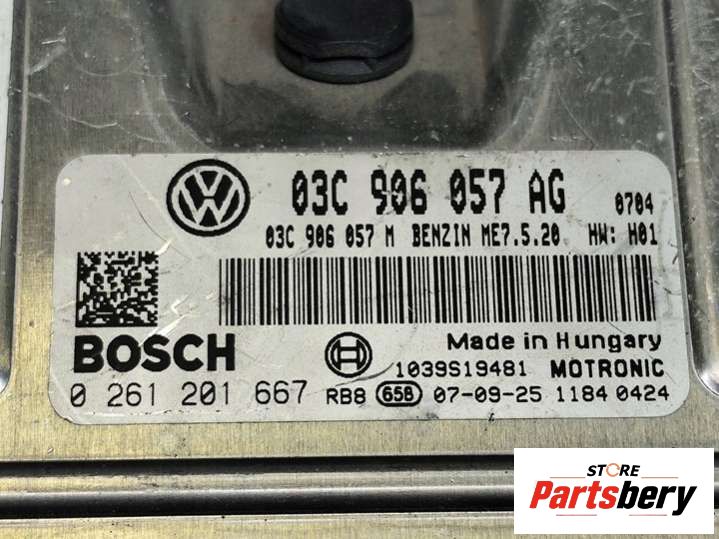 03C 906 057 AG 0704
03C 906 057 M BENZIN ME7.5.20 HW: H01
BOSCH
Made in Hungary
1039S19481 MOTRONIC
0 261 201 667 RB8 65B 07-09-25 1184 0424
STORE
Partsbery